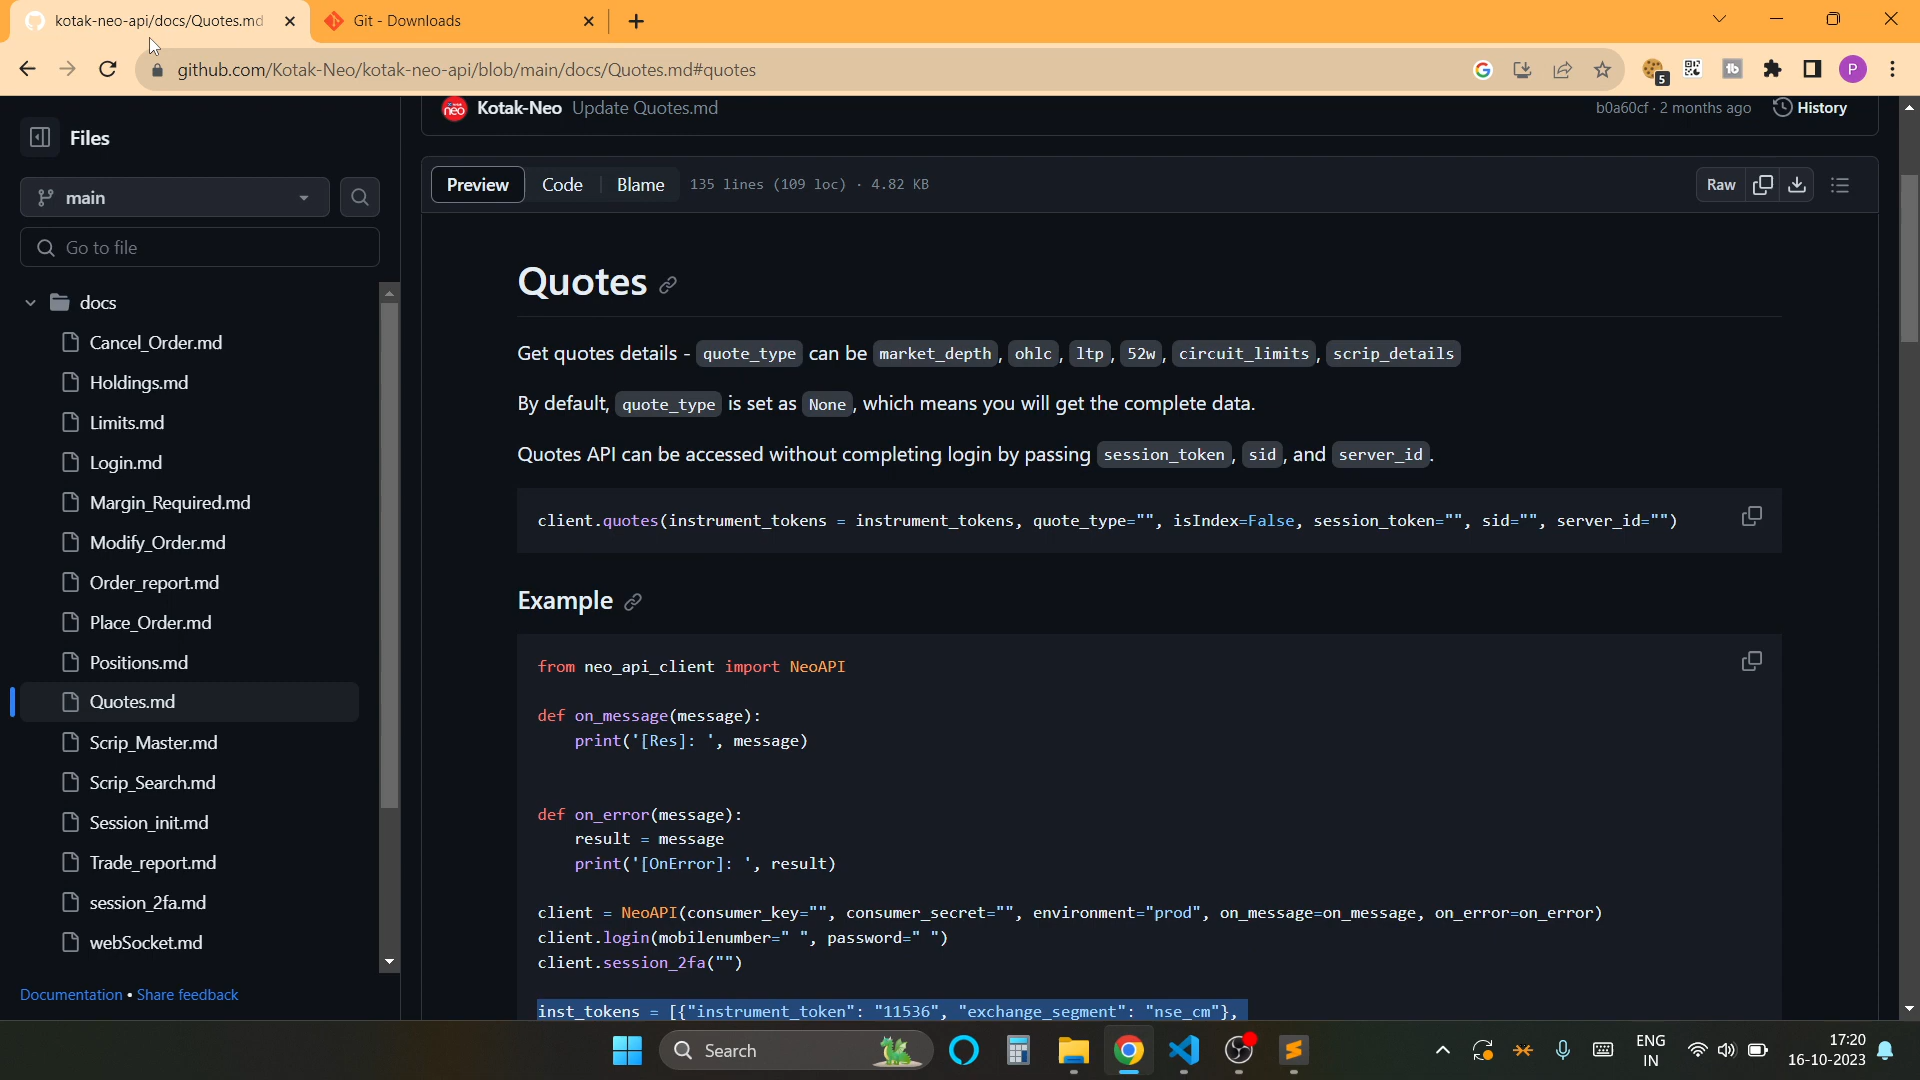 kotak-neo-api/docs/Quotes.md
Git - Downloads
github.com/Kotak-Neo/kotak-neo-api/blob/main/docs/Quotes.md#quotes
5
P
Files
main
Go to file
docs
Cancel_Order.md
Holdings.md
Limits.md
Login.md
Margin_Required.md
Modify_Order.md
Order_report.md
Place_Order.md
Positions.md
Quotes.md
Scrip_Master.md
Scrip_Search.md
Session_init.md
Trade_report.md
session_2fa.md
webSocket.md
Documentation • Share feedback
neo Kotak-Neo Update Quotes.md
b0a60cf · 2 months ago History
Preview Code Blame 135 lines (109 loc) · 4.82 KB
Raw
Quotes
Get quotes details - quote_type can be market_depth, ohlc, ltp, 52w, circuit_limits, scrip_details
By default, quote_type is set as None, which means you will get the complete data.
Quotes API can be accessed without completing login by passing session_token, sid, and server_id.
client.quotes(instrument_tokens = instrument_tokens, quote_type="", isIndex=False, session_token="", sid="", server_id="")
Example
from neo_api_client import NeoAPI
def on_message(message):
print('[Res]: ', message)
def on_error(message):
result = message
print('[OnError]: ', result)
client = NeoAPI(consumer_key="", consumer_secret="", environment="prod", on_message=on_message, on_error=on_error)
client.login(mobilenumber=" ", password=" ")
client.session_2fa("")
inst_tokens = [{"instrument_token": "11536", "exchange_segment": "nse_cm"},
Search
ENG
IN
17:20
16-10-2023